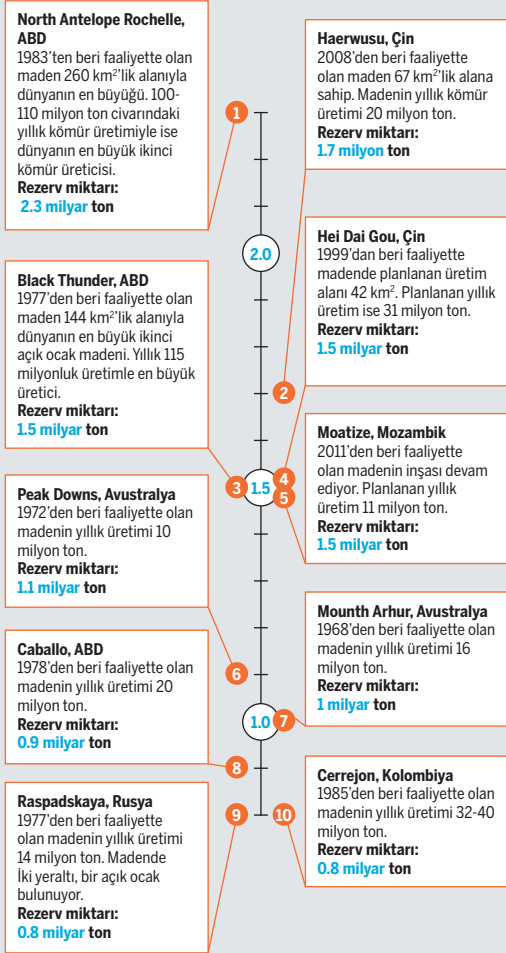 North Antelope Rochelle,
ABD
1983'ten beri faaliyette olan
maden 260 km²'lik alanıyla
dünyanın en büyüğü. 100-
110 milyon ton civarındaki
yıllık kömür üretimiyle ise
dünyanın en büyük ikinci
kömür üreticisi.
Rezerv miktarı:
2.3 milyar ton
1
Haerwusu, Çin
2008'den beri faaliyette
olan maden 67 km²'lik alana
sahip. Madenin yıllık kömür
üretimi 20 milyon ton.
Rezerv miktarı:
1.7 milyon ton
2.0
Hei Dai Gou, Çin
1999'dan beri faaliyette
madende planlanan üretim
alanı 42 km². Planlanan yıllık
üretim ise 31 milyon ton.
Rezerv miktarı:
1.5 milyar ton
Black Thunder, ABD
1977'den beri faaliyette olan
maden 144 km²'lik alanıyla
dünyanın en büyük ikinci
açık ocak madeni. Yıllık 115
milyonluk üretimle en büyük
üretici.
Rezerv miktarı:
1.5 milyar ton
2
3
1.5
4
5
Moatize, Mozambik
2011'den beri faaliyette
olan madenin inşası devam
ediyor. Planlanan yıllık
üretim 11 milyon ton.
Rezerv miktarı:
1.5 milyar ton
Peak Downs, Avustralya
1972'den beri faaliyette olan
madenin yıllık üretimi 10
milyon ton.
Rezerv miktarı:
1.1 milyar ton
6
Mounth Arhur, Avustralya
1968'den beri faaliyette olan
madenin yıllık üretimi 16
milyon ton.
Rezerv miktarı:
1 milyar ton
1.0
7
Caballo, ABD
1978'den beri faaliyette olan
madenin yıllık üretimi 20
milyon ton.
Rezerv miktarı:
0.9 milyar ton
8
Cerrejon, Kolombiya
1985'den beri faaliyette olan
madenin yıllık üretimi 32-40
milyon ton.
Rezerv miktarı:
0.8 milyar ton
9
10
Raspadskaya, Rusya
1977'den beri faaliyette
olan madenin yıllık üretimi
14 milyon ton. Madende
İki yeraltı, bir açık ocak
bulunuyor.
Rezerv miktarı:
0.8 milyar ton